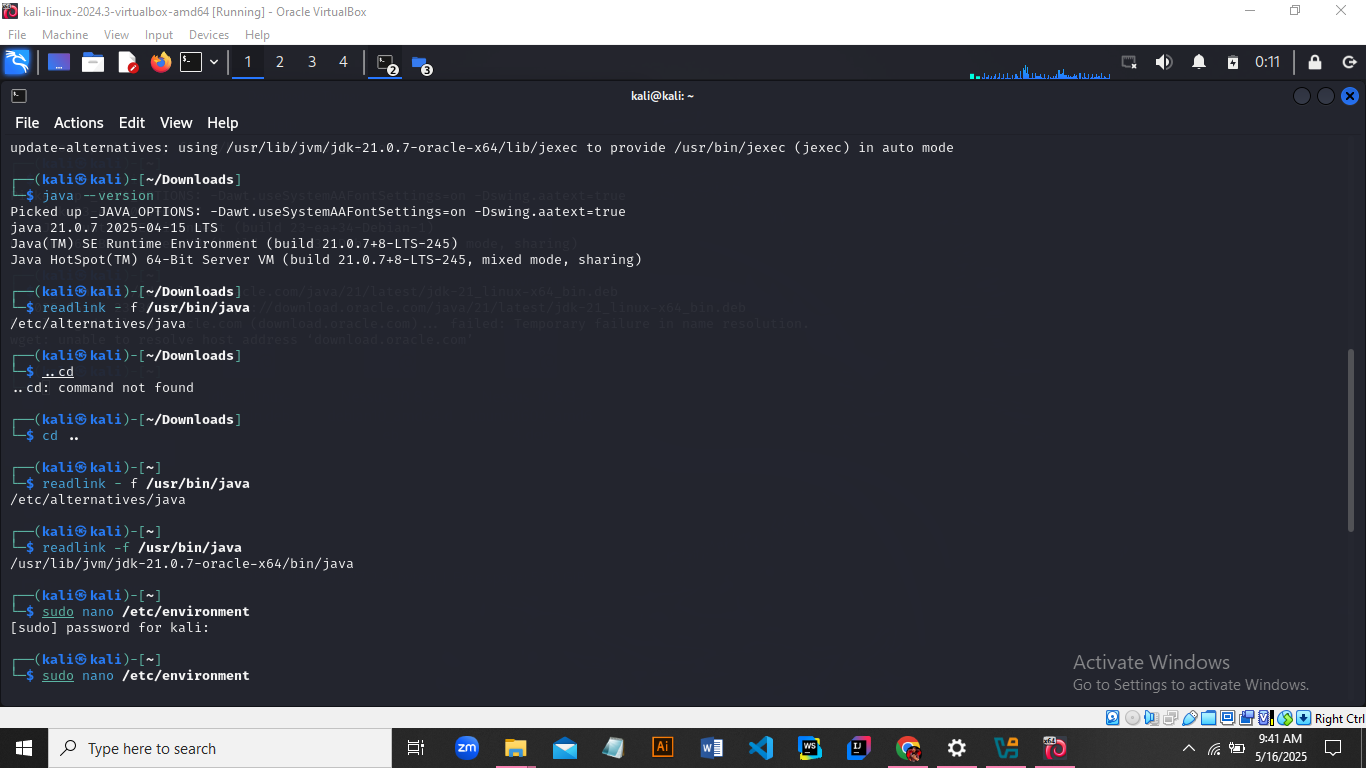 kali-linux-2024.3-virtualbox-amd64 [Running] - Oracle VirtualBox
File Machine View Input Devices Help
1 2 3 4 2 3 0:11
kali@kali: ~
File Actions Edit View Help
update-alternatives: using /usr/lib/jvm/jdk-21.0.7-oracle-x64/lib/jexec to provide /usr/bin/jexec (jexec) in auto mode
┌──(kali㉿kali)-[~/Downloads]
└─$ java --version
Picked up _JAVA_OPTIONS: -Dawt.useSystemAAFontSettings=on -Dswing.aatext=true
java 21.0.7 2025-04-15 LTS
Java(TM) SE Runtime Environment (build 21.0.7+8-LTS-245)
Java HotSpot(TM) 64-Bit Server VM (build 21.0.7+8-LTS-245, mixed mode, sharing)
┌──(kali㉿kali)-[~/Downloads]
└─$ readlink - f /usr/bin/java
/etc/alternatives/java
┌──(kali㉿kali)-[~/Downloads]
└─$ ..cd
..cd: command not found
┌──(kali㉿kali)-[~/Downloads]
└─$ cd ..
┌──(kali㉿kali)-[~]
└─$ readlink - f /usr/bin/java
/etc/alternatives/java
┌──(kali㉿kali)-[~]
└─$ readlink -f /usr/bin/java
/usr/lib/jvm/jdk-21.0.7-oracle-x64/bin/java
┌──(kali㉿kali)-[~]
└─$ sudo nano /etc/environment
[sudo] password for kali:
┌──(kali㉿kali)-[~]
└─$ sudo nano /etc/environment
Activate Windows
Go to Settings to activate Windows.
Right Ctrl
Type here to search
zm
Ai
W
WS
IJ
9:41 AM
5/16/2025